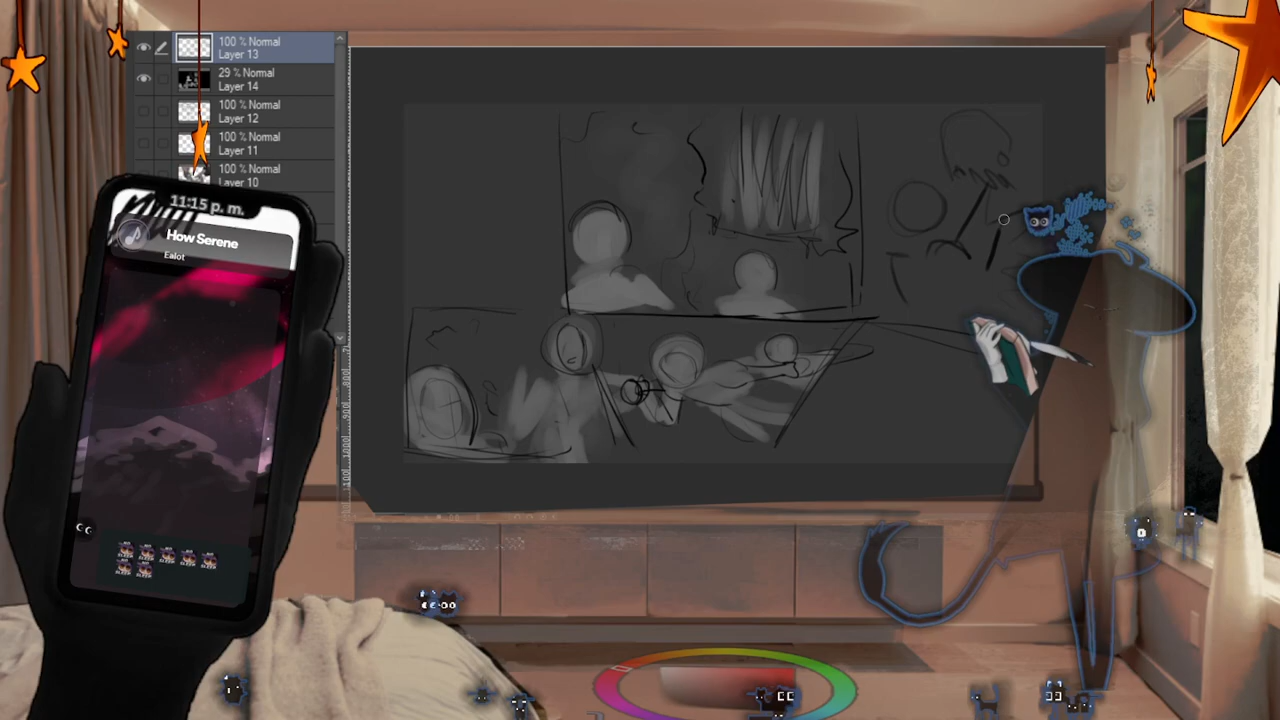 100 % Normal
Layer 13
29 % Normal
Layer 14
100 % Normal
Layer 12
100 % Normal
Layer 11
100 % Normal
Layer 10
11:15 p. m.
How Serene
Ealot